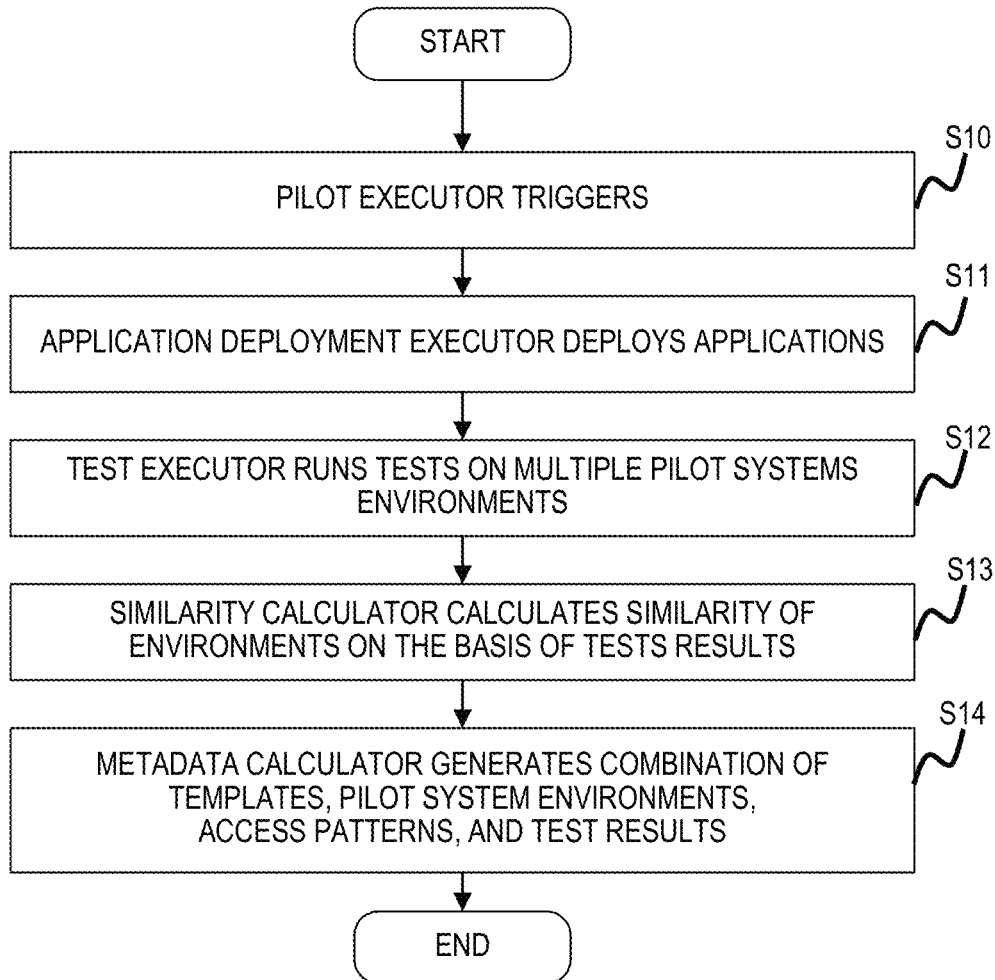 START
S10
PILOT EXECUTOR TRIGGERS
S11
APPLICATION DEPLOYMENT EXECUTOR DEPLOYS APPLICATIONS
S12
TEST EXECUTOR RUNS TESTS ON MULTIPLE PILOT SYSTEMS
ENVIRONMENTS
S13
SIMILARITY CALCULATOR CALCULATES SIMILARITY OF
ENVIRONMENTS ON THE BASIS OF TESTS RESULTS
S14
METADATA CALCULATOR GENERATES COMBINATION OF
TEMPLATES, PILOT SYSTEM ENVIRONMENTS,
ACCESS PATTERNS, AND TEST RESULTS
END